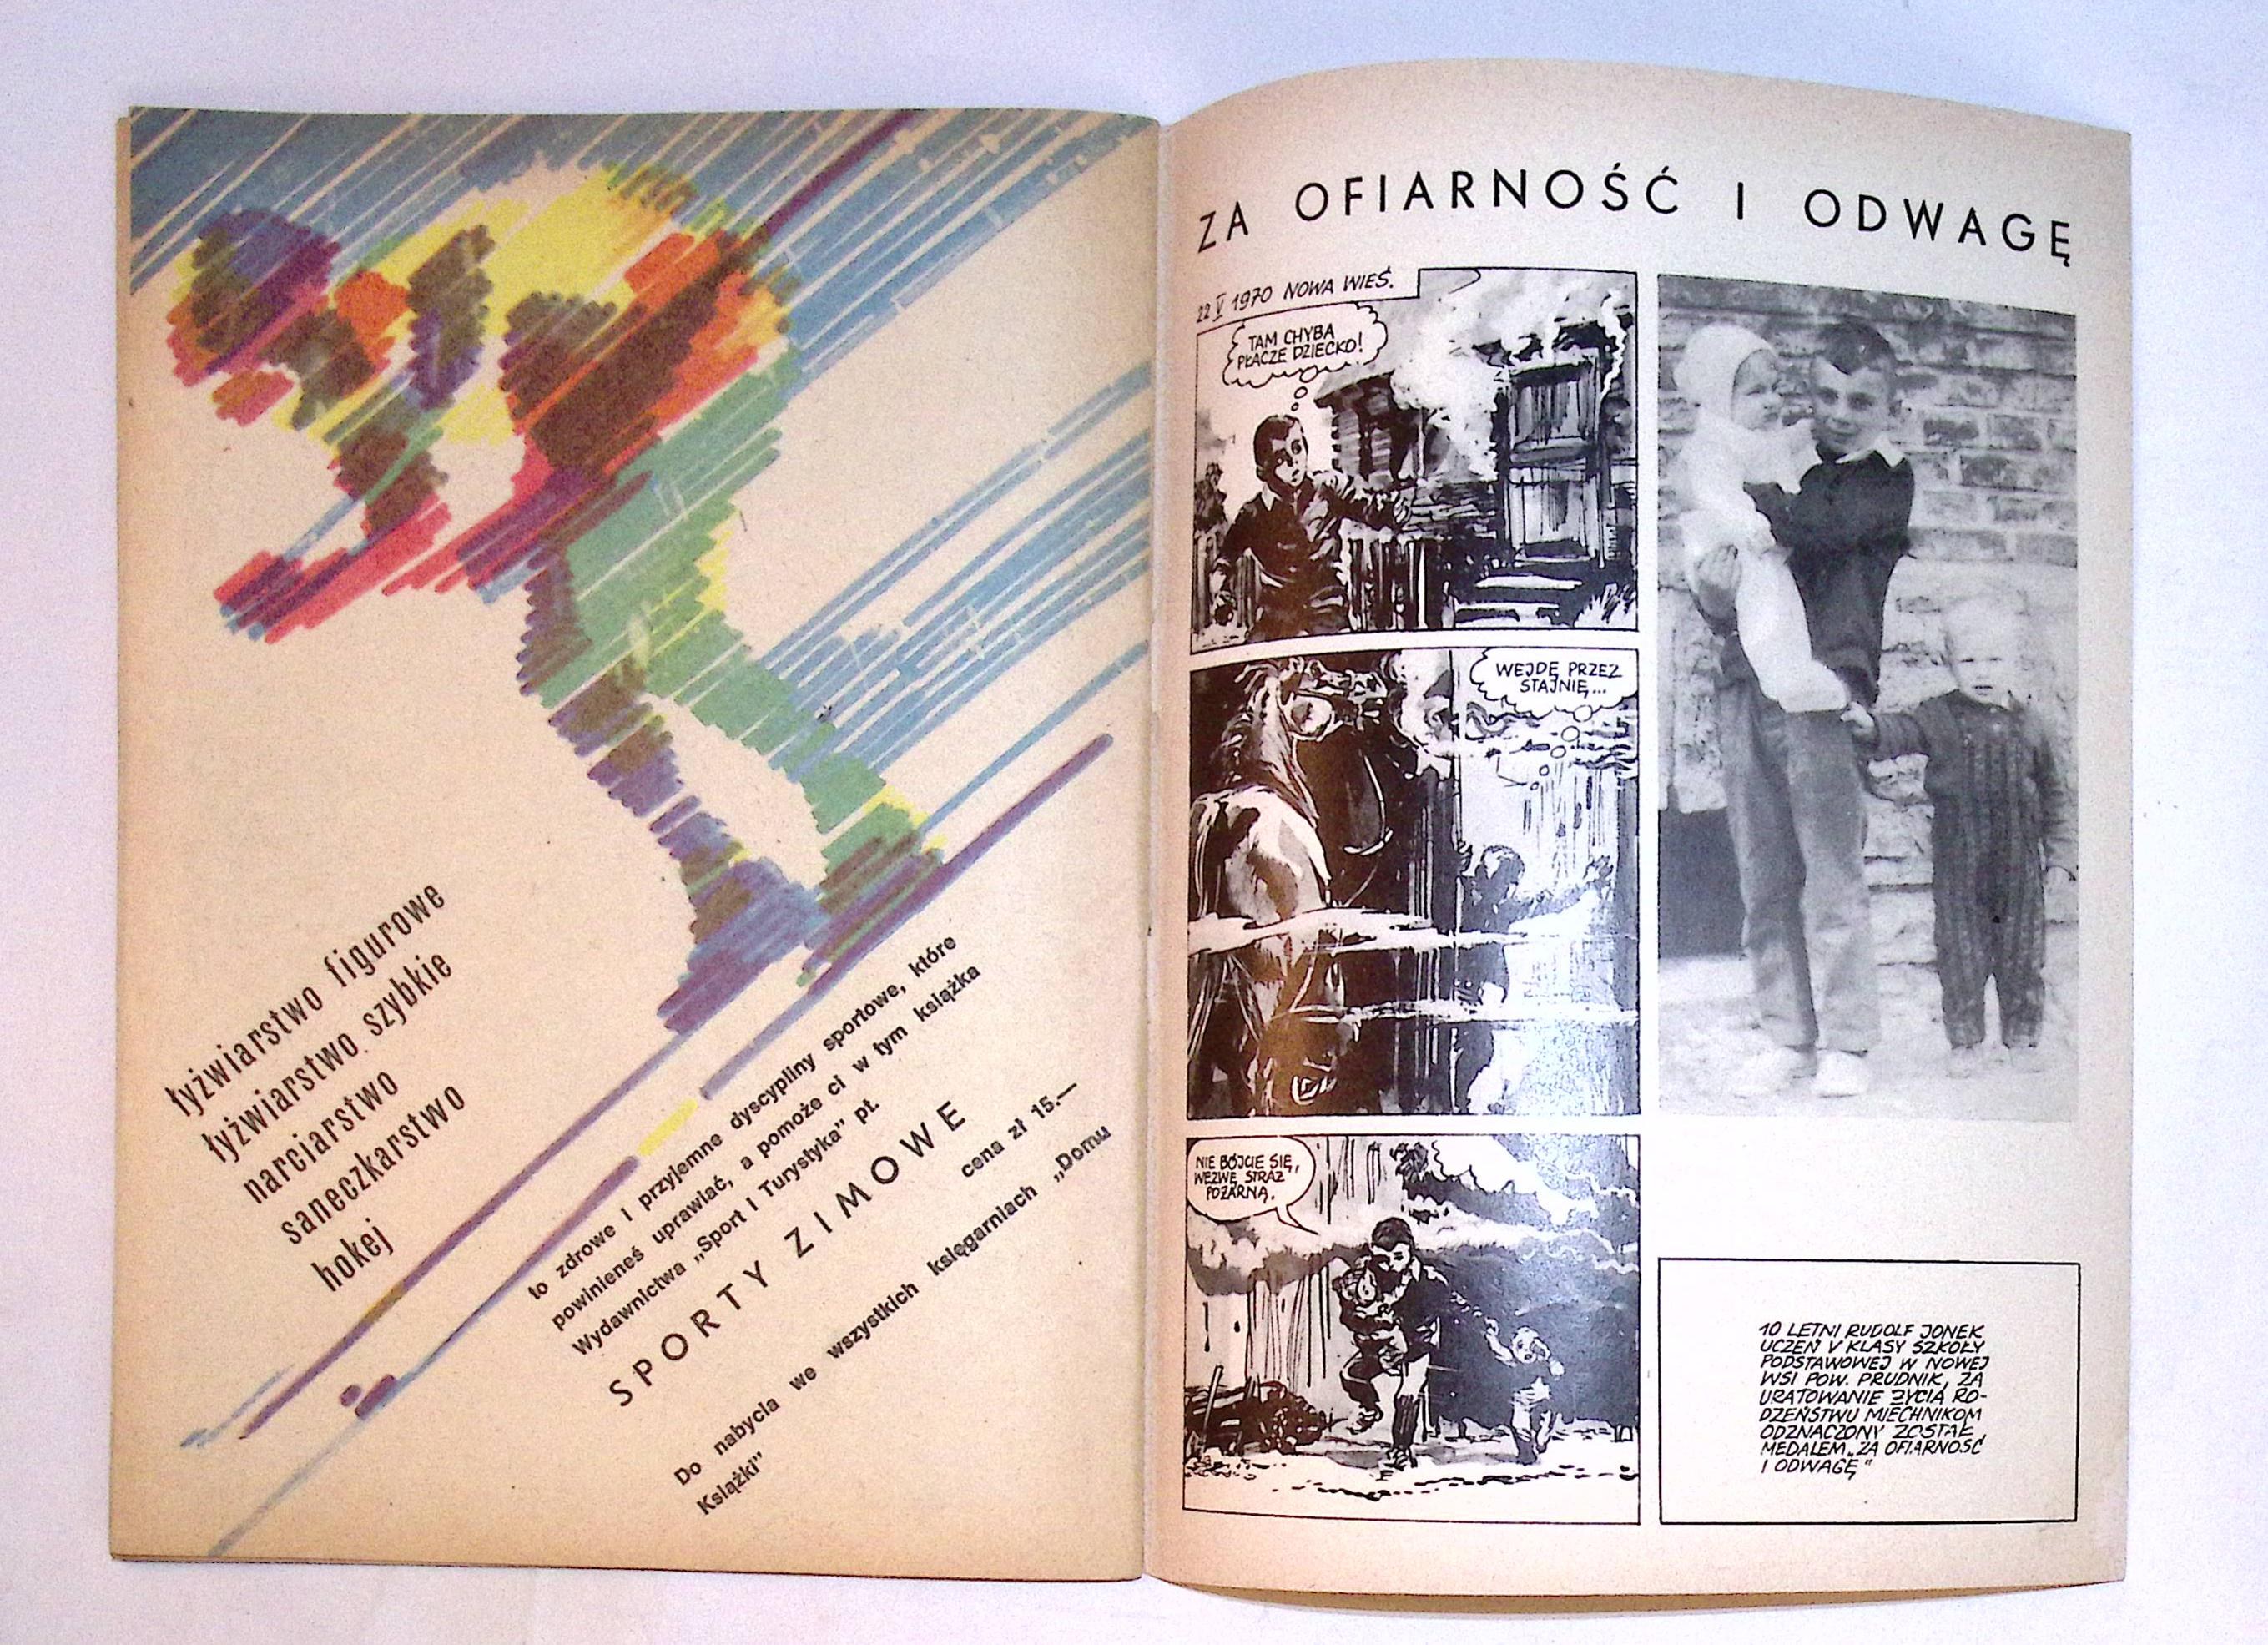 łyżwiarstwo figurowe
łyżwiarstwo szybkie
narciarstwo
saneczkarstwo
hokej
to zdrowe i przyjemne dyscypliny sportowe, które
powinieneś uprawiać, a pomoże ci w tym książka
Wydawnictwa „Sport i Turystyka" pt.
SPORTY ZIMOWE
cena zł 15.—
Do nabycia we wszystkich księgarniach „Domu
Książki"
ZA OFIARNOŚĆ I ODWAGĘ
22 V 1970 NOWA WIEŚ.
TAM CHYBA
PŁACZE DZIECKO!
WEJDĘ PRZEZ
STAJNIĘ...
NIE BÓJCIE SIĘ,
WEZWĘ STRAŻ
POŻARNĄ.
10 LETNI RUDOLF JONEK
UCZEŃ V KLASY SZKOŁY
PODSTAWOWEJ W NOWEJ
WSI POW. PRUDNIK, ZA
URATOWANIE ŻYCIA RO-
DZEŃSTWU MIECHNIKOM
ODZNACZONY ZOSTAŁ
MEDALEM „ZA OFIARNOŚĆ
I ODWAGĘ"